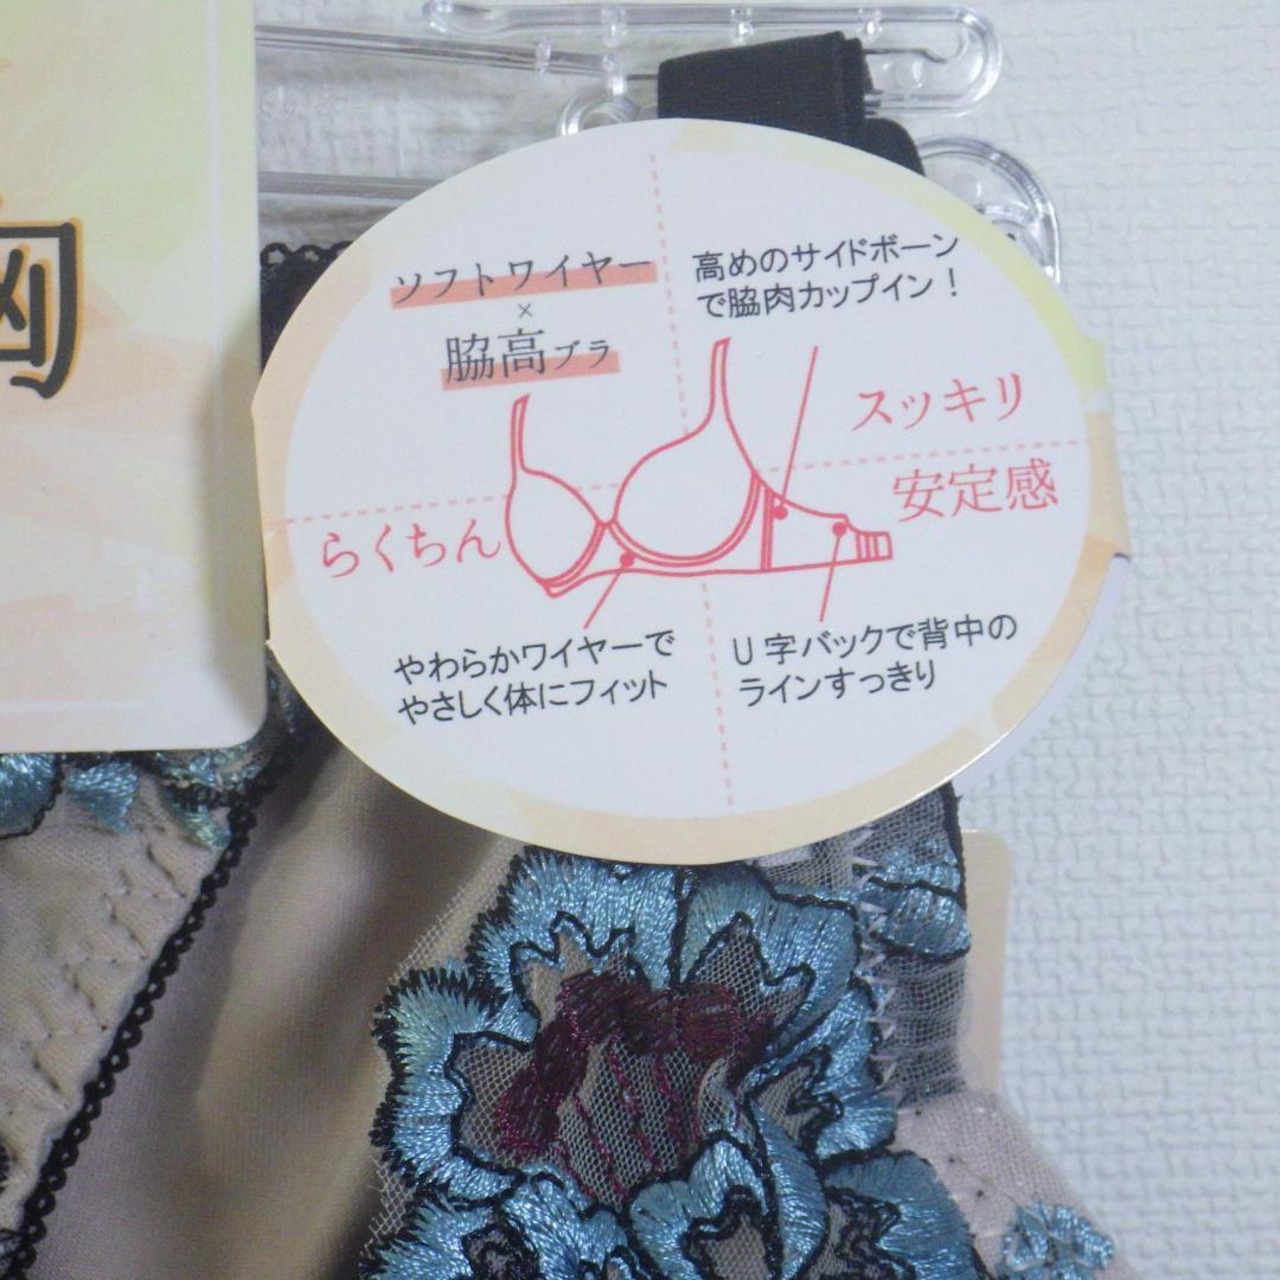 胸
ソフトワイヤー
×
脇高ブラ
高めのサイドボーン
で脇肉カップイン！
スッキリ
安定感
らくちん
やわらかワイヤーで
やさしく体にフィット
U字バックで背中の
ラインすっきり